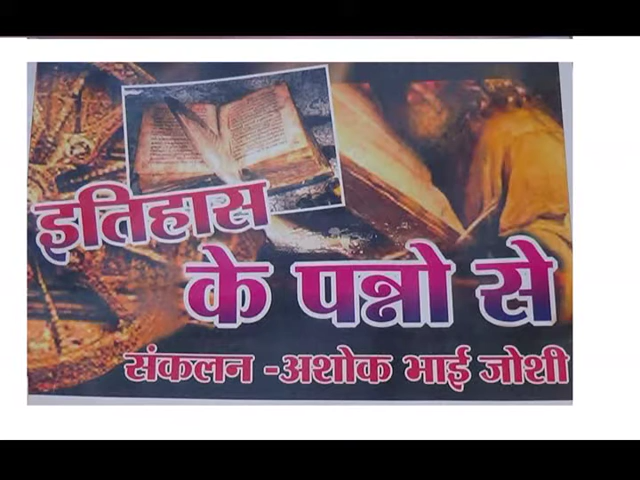 इतिहास
के पन्नो से
संकलन -अशोक भाई जोशी